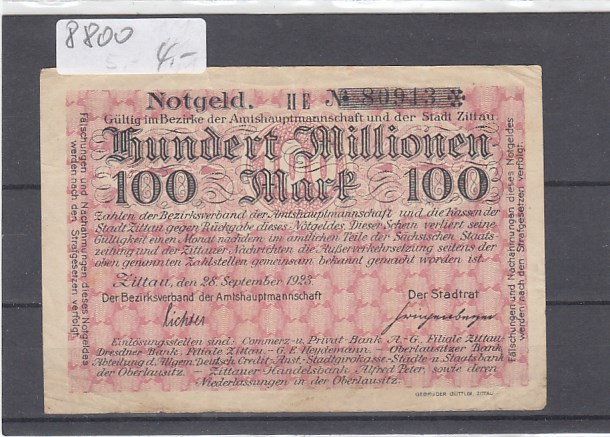 8800
4,-
Notgeld. II E № 80913 ✻
Gültig im Bezirke der Amtshauptmannschaft und der Stadt Zittau.
Hundert Millionen
100 Mark 100
Zahlen der Bezirksverband der Amtshauptmannschaft und die Kassen der
Stadt Zittau gegen Rückgabe dieses Notgeldes. Dieser Schein verliert seine
Gültigkeit einen Monat nachdem im amtlichen Teile der Sächsischen Staats-
zeitung und der Zittauer Nachrichten die Außerverkehrsetzung seitens der
oben genannten Zahlstellen gemeinsam bekannt gemacht worden ist.
Zittau, den 28. September 1923.
Der Bezirksverband der Amtshauptmannschaft Der Stadtrat
Einlösungsstellen sind: Commerz- u. Privat-Bank A.-G. Filiale Zittau-
Dresdner Bank, Filiale Zittau. - G. E. Heydemann. - Oberlausitzer Bank
Abteilung d. Allgem. Deutsch. Credit-Anst.-Stadtgirokasse-Städte- u. Staatsbank
der Oberlausitz. Zittauer Handelsbank Alfred Peter, sowie deren
Niederlassungen in der Oberlausitz.
GEBRÜDER GÜTTLER, ZITTAU
Fälschungen und Nachahmungen dieses Notgeldes
werden nach den Strafgesetzen verfolgt.
Fälschungen und Nachahmungen dieses Notgeldes
werden nach den Strafgesetzen verfolgt.